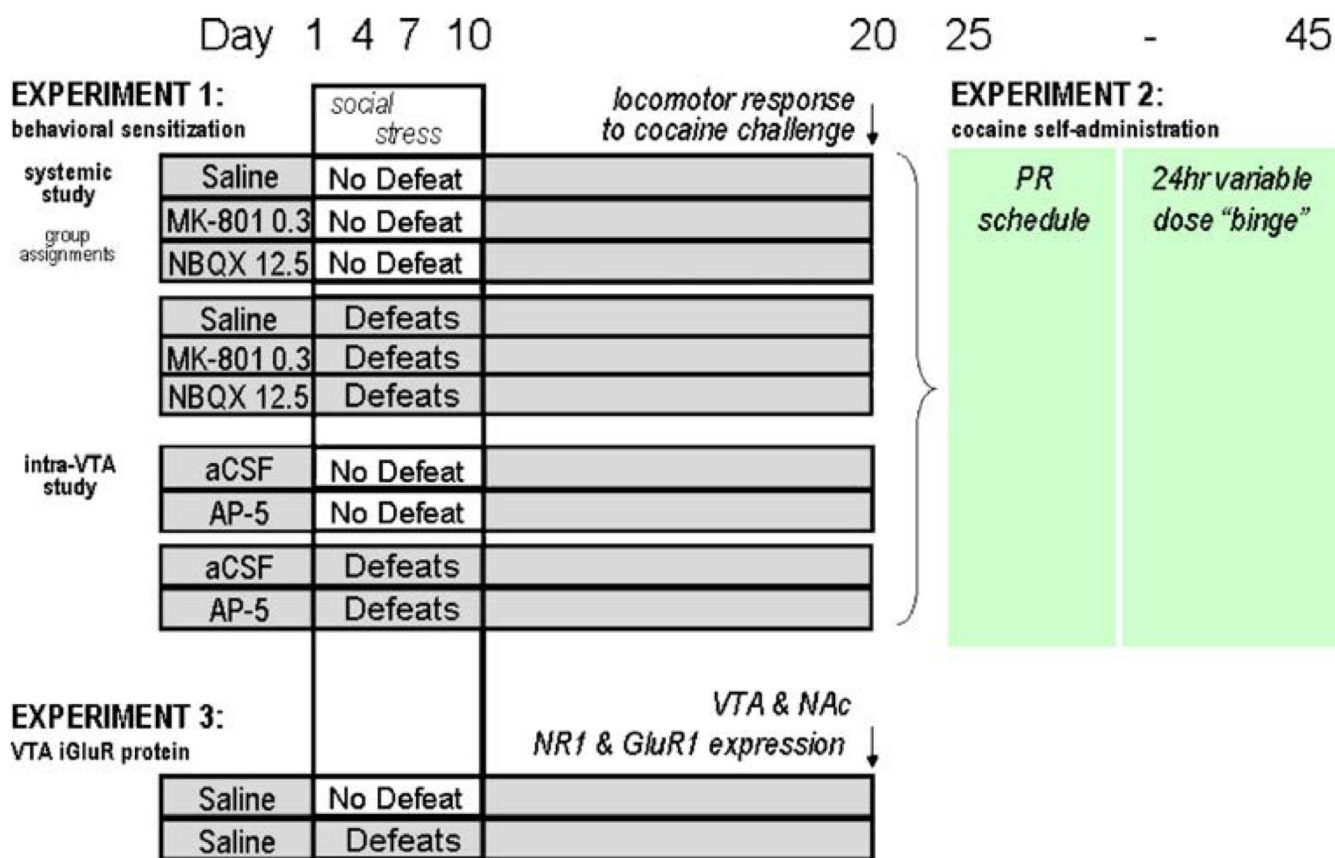 Day 1 4 7 10 20 25 - 45
EXPERIMENT 1:
behavioral sensitization
social
stress
locomotor response
to cocaine challenge
EXPERIMENT 2:
cocaine self-administration
systemic
study
group
assignments
Saline No Defeat
MK-801 0.3 No Defeat
NBQX 12.5 No Defeat
Saline Defeats
MK-801 0.3 Defeats
NBQX 12.5 Defeats
PR
schedule
24hr variable
dose “binge”
intra-VTA
study
aCSF No Defeat
AP-5 No Defeat
aCSF Defeats
AP-5 Defeats
EXPERIMENT 3:
VTA iGluR protein
VTA & NAc
NR1 & GluR1 expression
Saline No Defeat
Saline Defeats